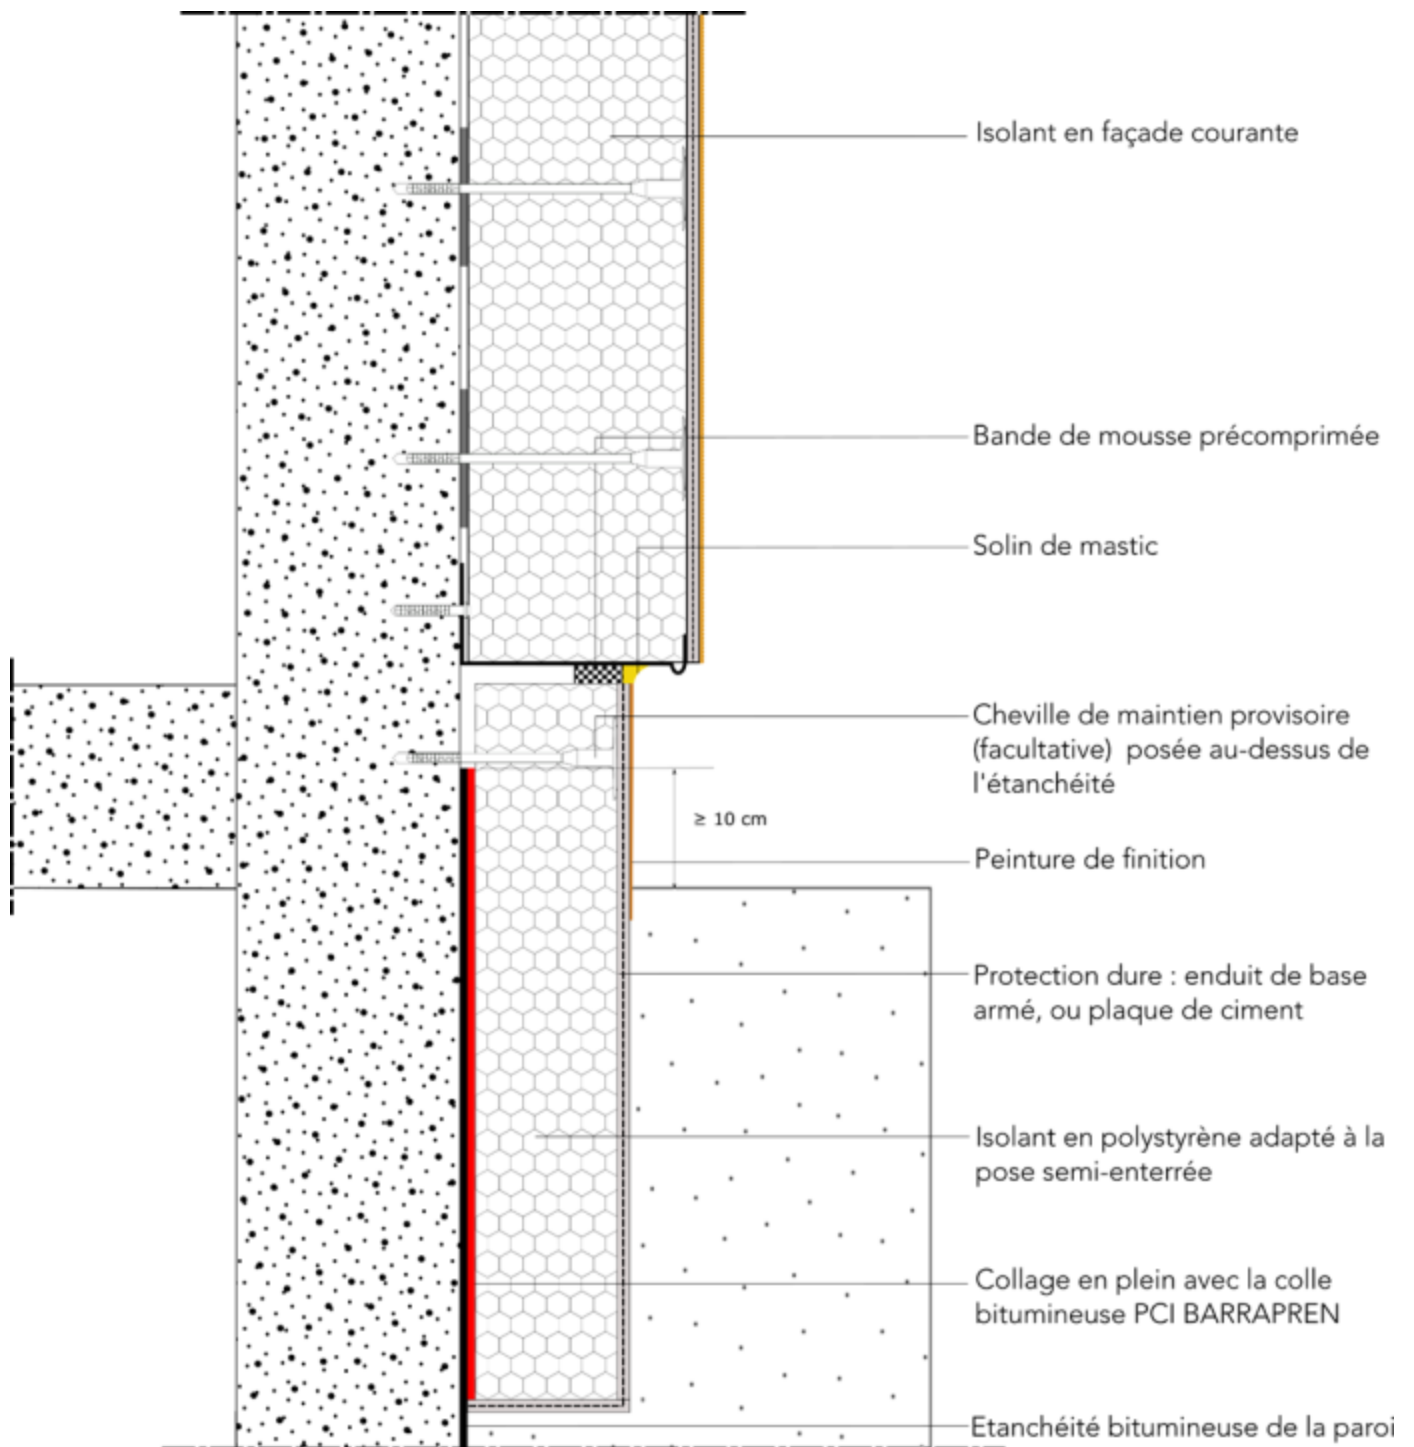 Isolant en façade courante
Bande de mousse précomprimée
Solin de mastic
Cheville de maintien provisoire
(facultative) posée au-dessus de
l'étanchéité
≥ 10 cm
Peinture de finition
Protection dure : enduit de base
armé, ou plaque de ciment
Isolant en polystyrène adapté à la
pose semi-enterrée
Collage en plein avec la colle
bitumineuse PCI BARRAPREN
Etanchéité bitumineuse de la paroi